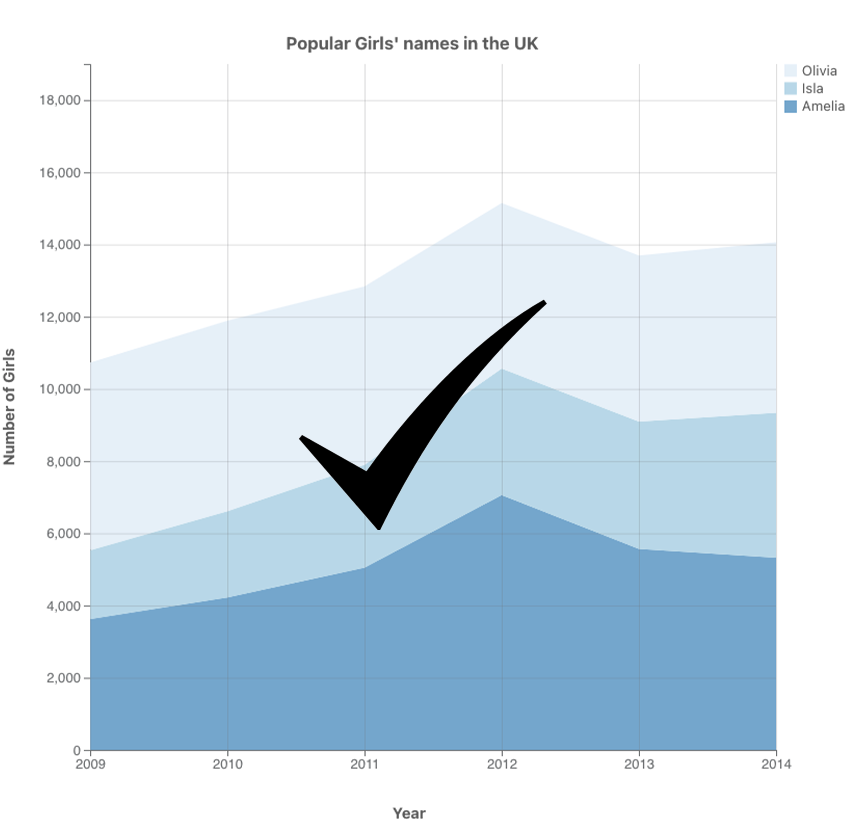 Popular Girls' names in the UK
Olivia
Isla
Amelia
18,000
16,000
14,000
12,000
10,000
8,000
6,000
4,000
2,000
0
Number of Girls
2009 2010 2011 2012 2013 2014
Year